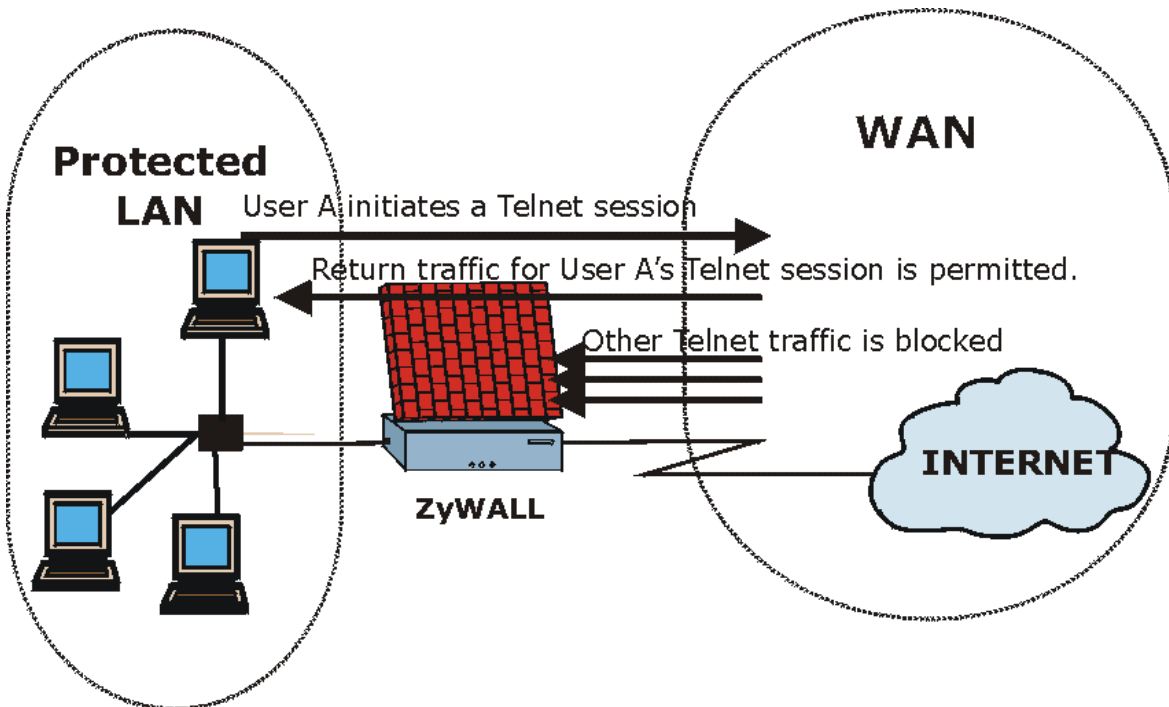 Protected
LAN
WAN
User A initiates a Telnet session
Return traffic for User A's Telnet session is permitted.
Other Telnet traffic is blocked
INTERNET
ZyWALL